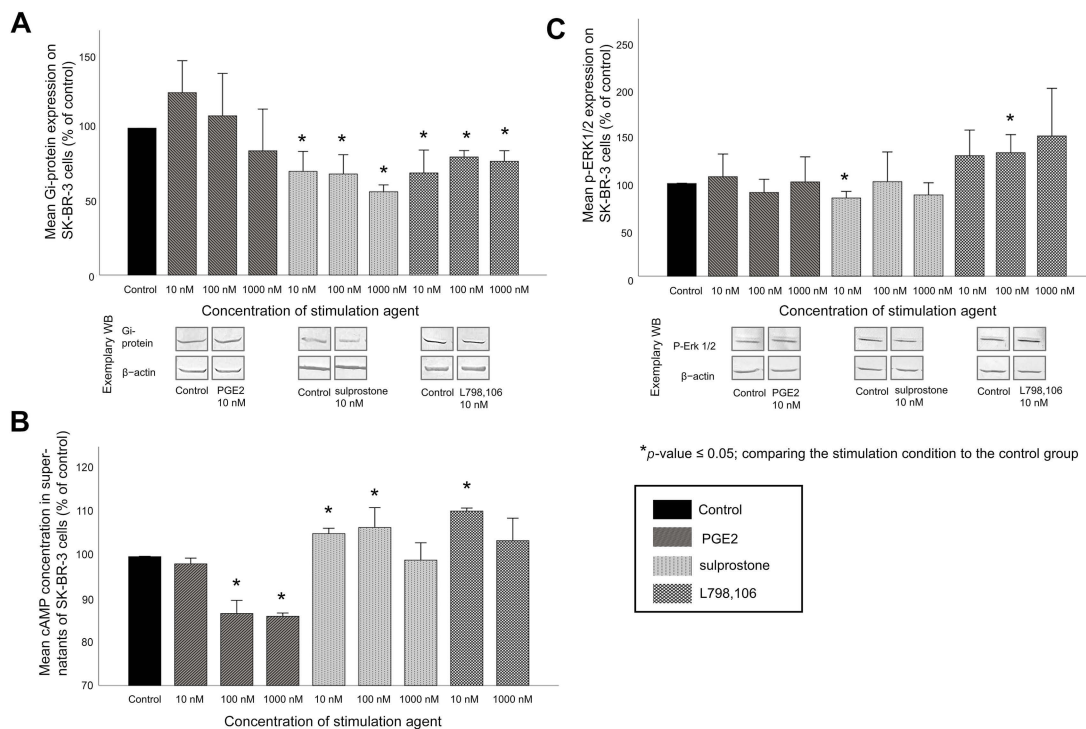 A
Mean Gi-protein expression on
SK-BR-3 cells (% of control)
150
100
50
0
Control 10 nM 100 nM 1000 nM 10 nM 100 nM 1000 nM 10 nM 100 nM 1000 nM
* * * * * *
Concentration of stimulation agent
Exemplary WB
Gi-
protein
β−actin
Control PGE2 Control sulprostone Control L798,106
10 nM 10 nM 10 nM
B
Mean cAMP concentration in super-
natants of SK-BR-3 cells (% of control)
120
110
100
90
80
70
* * * * *
Control 10 nM 100 nM 1000 nM 10 nM 100 nM 1000 nM 10 nM 1000 nM
Concentration of stimulation agent
C
Mean p-ERK1/2 expression on
SK-BR-3 cells (% of control)
250
200
150
100
50
0
* *
Control 10 nM 100 nM 1000 nM 10 nM 100 nM 1000 nM 10 nM 100 nM 1000 nM
Concentration of stimulation agent
Exemplary WB
P-Erk 1/2
β−actin
Control PGE2 Control sulprostone Control L798,106
10 nM 10 nM 10 nM
*p-value ≤ 0.05; comparing the stimulation condition to the control group
Control
PGE2
sulprostone
L798,106